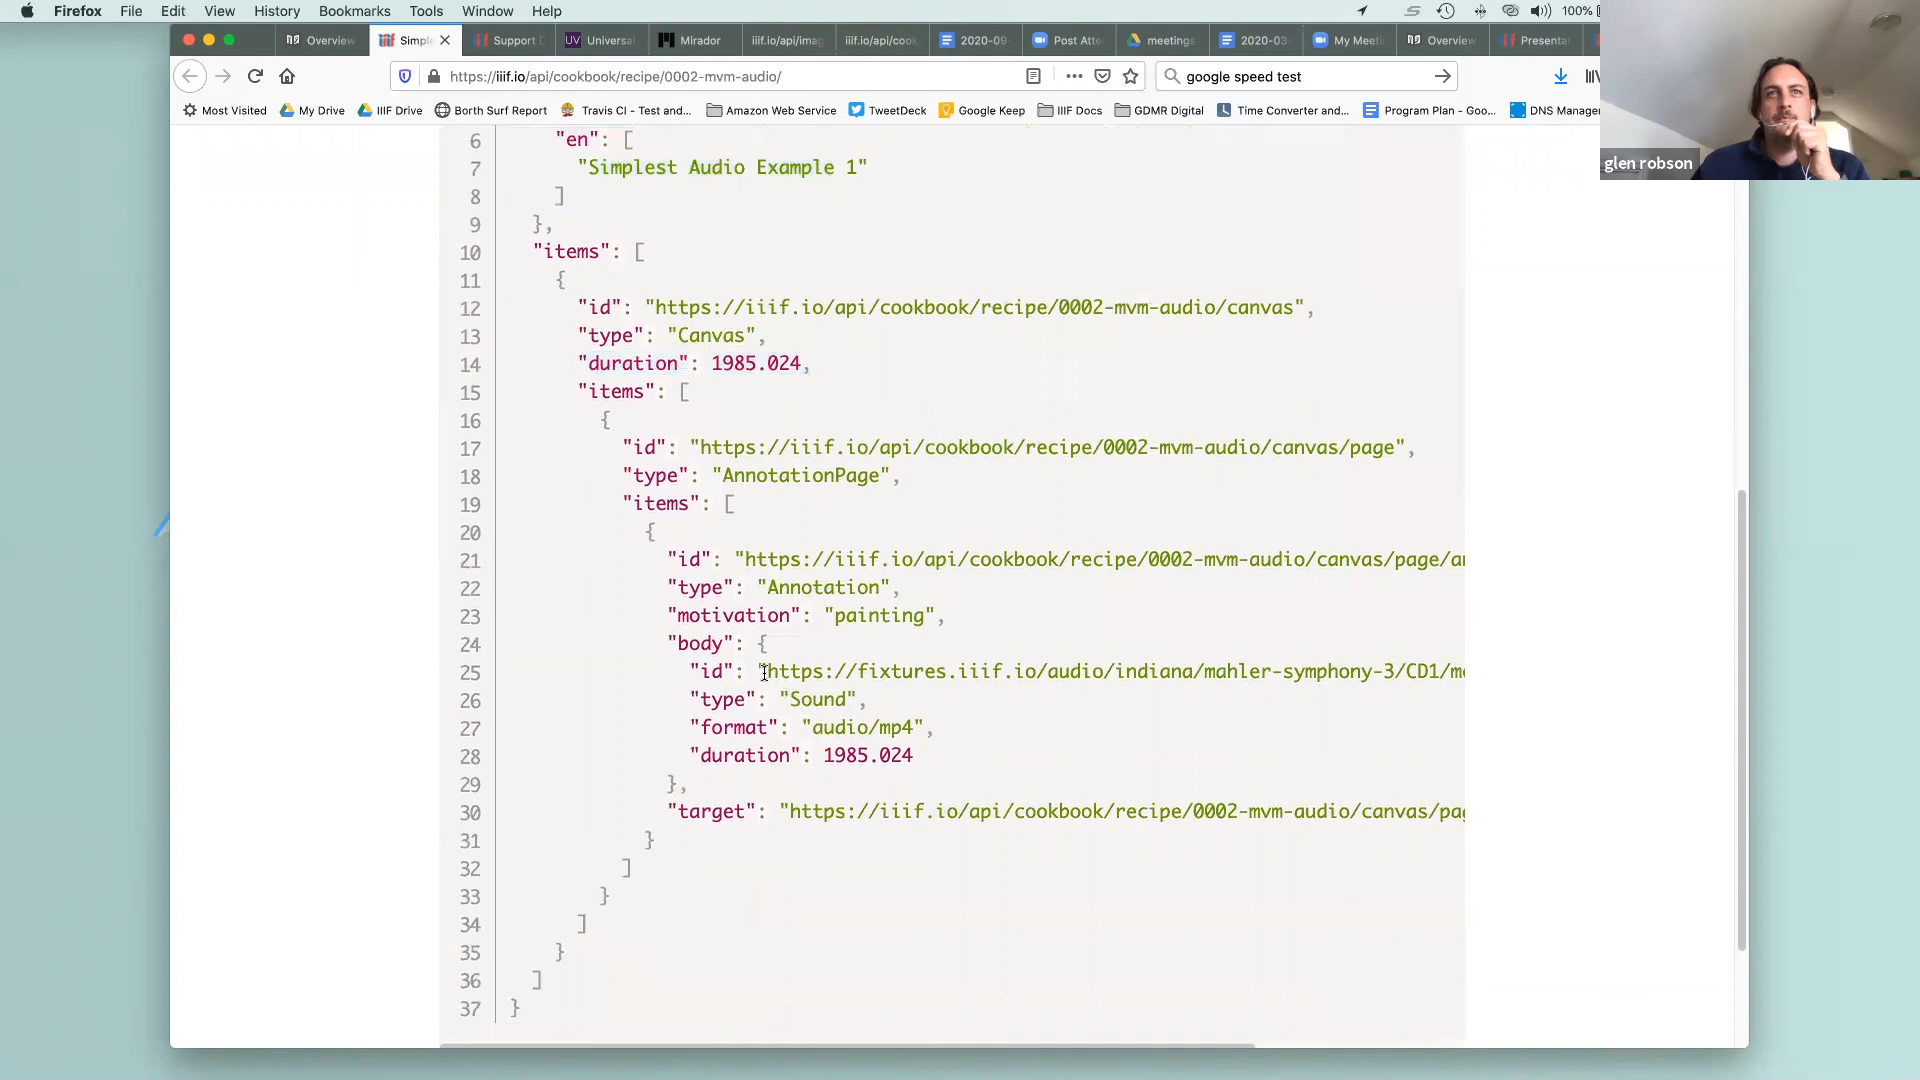 Firefox File Edit View History Bookmarks Tools Window Help 100%
Overview Simple Support D Universa Mirador iiif.io/api/imag iiif.io/api/cook 2020-09- Post Atte meetings 2020-03- My Meeti Overview Presenta
https://iiif.io/api/cookbook/recipe/0002-mvm-audio/ google speed test
Most Visited My Drive IIIF Drive Borth Surf Report Travis CI - Test and... Amazon Web Service TweetDeck Google Keep IIIF Docs GDMR Digital Time Converter and... Program Plan - Goo... DNS Manage
glen robson
6 "en": [
7 "Simplest Audio Example 1"
8 ]
9 },
10 "items": [
11 {
12 "id": "https://iiif.io/api/cookbook/recipe/0002-mvm-audio/canvas",
13 "type": "Canvas",
14 "duration": 1985.024,
15 "items": [
16 {
17 "id": "https://iiif.io/api/cookbook/recipe/0002-mvm-audio/canvas/page",
18 "type": "AnnotationPage",
19 "items": [
20 {
21 "id": "https://iiif.io/api/cookbook/recipe/0002-mvm-audio/canvas/page/an
22 "type": "Annotation",
23 "motivation": "painting",
24 "body": {
25 "id": "https://fixtures.iiif.io/audio/indiana/mahler-symphony-3/CD1/me
26 "type": "Sound",
27 "format": "audio/mp4",
28 "duration": 1985.024
29 },
30 "target": "https://iiif.io/api/cookbook/recipe/0002-mvm-audio/canvas/pag
31 }
32 ]
33 }
34 ]
35 }
36 ]
37 }